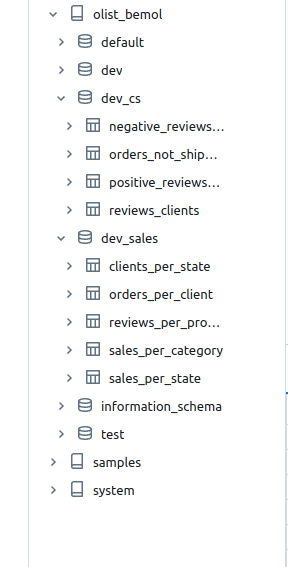 olist_bemol
default
dev
dev_cs
negative_reviews...
orders_not_ship...
positive_reviews...
reviews_clients
dev_sales
clients_per_state
orders_per_client
reviews_per_pro...
sales_per_category
sales_per_state
information_schema
test
samples
system